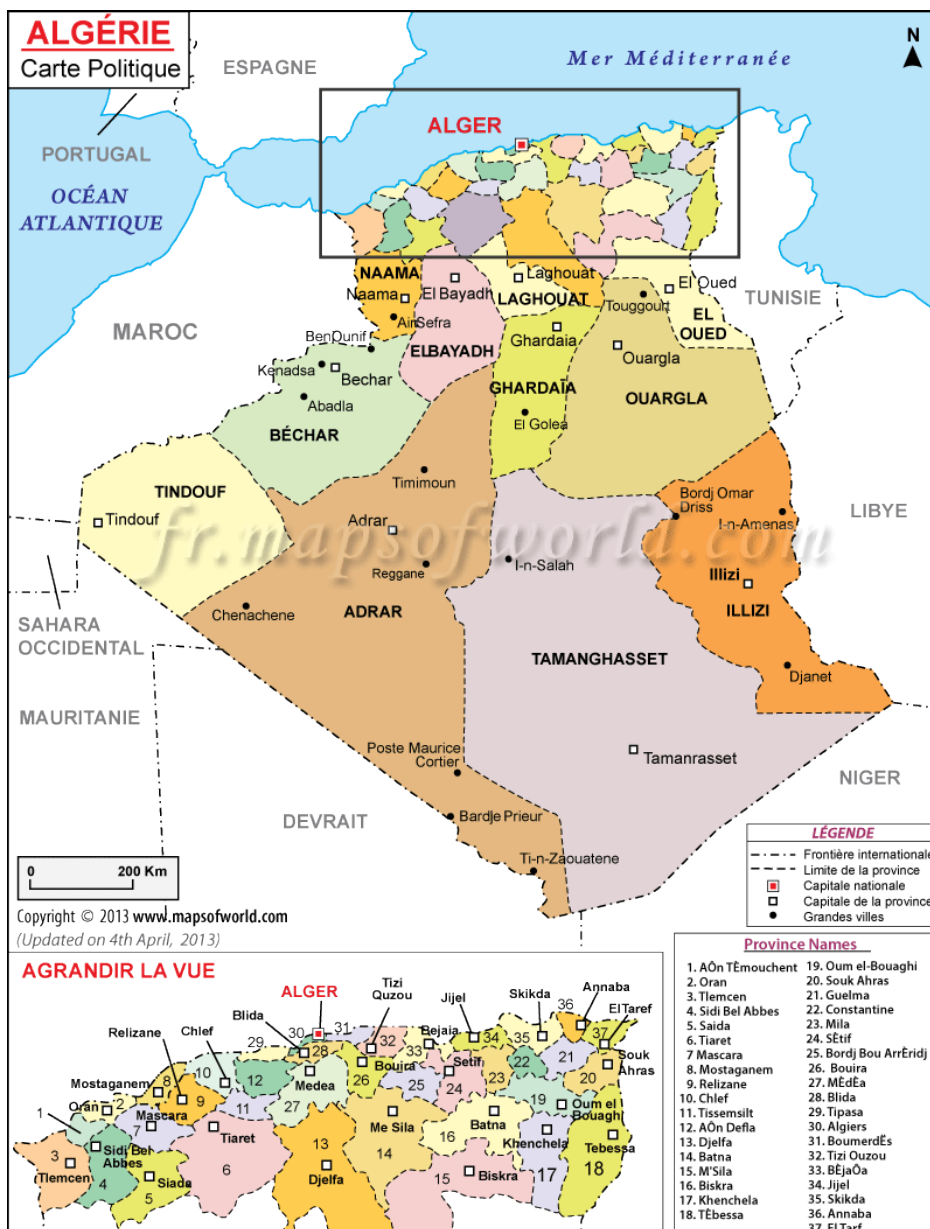 ALGÉRIE
Carte Politique
ESPAGNE
Mer Méditerranée
N
PORTUGAL
OCÉAN
ATLANTIQUE
ALGER
MAROC
TUNISIE
NAAMA
Naama
AinSefra
El Bayadh
ELBAYADH
Laghouat
LAGHOUAT
Touggourt
El Oued
EL
OUED
BenOunif
Kenadsa
Bechar
Abadla
BÉCHAR
Ghardaia
GHARDAÏA
El Golea
Ouargla
OUARGLA
TINDOUF
Tindouf
Timimoun
Adrar
Reggane
Chenachene
ADRAR
I-n-Salah
Bordj Omar
Driss
I-n-Amenas
Illizi
ILLIZI
Djanet
LIBYE
fr.mapsofworld.com
SAHARA
OCCIDENTAL
MAURITANIE
TAMANGHASSET
Tamanrasset
Poste Maurice
Cortier
Bardje Prieur
Ti-n-Zaouatene
DEVRAIT
NIGER
0 200 Km
Copyright © 2013 www.mapsofworld.com
(Updated on 4th April, 2013)
LÉGENDE
Frontière internationale
Limite de la province
Capitale nationale
Capitale de la province
Grandes villes
AGRANDIR LA VUE
ALGER
Tizi
Quzou
Jijel
Skikda
36
Annaba
ElTaref
Blida
Chlef
Relizane
Mostaganem
Oran
Mascara
Sidi Bel
Abbes
Tlemcen
Siada
Tiaret
Medea
Bouira
Bejaia
Setif
Souk
Ahras
Oum el
Boueghi
Me Sila
Batna
Khenchela
Tebessa
Djelfa
Biskra
1
2
3
4
5
6
7
8
9
10
11
12
13
14
15
16
17
18
19
20
21
22
23
24
25
26
27
28
29
30
31
32
33
34
35
37
Province Names
1. AÔn TÈmouchent
2. Oran
3. Tlemcen
4. Sidi Bel Abbes
5. Saida
6. Tiaret
7 Mascara
8. Mostaganem
9. Relizane
10. Chlef
11. Tissemsilt
12. AÔn Defla
13. Djelfa
14. Batna
15. M'Sila
16. Biskra
17. Khenchela
18. TÈbessa
19. Oum el-Bouaghi
20. Souk Ahras
21. Guelma
22. Constantine
23. Mila
24. SÈtif
25. Bordj Bou ArrÈridj
26. Bouira
27. MÈdÈa
28. Blida
29. Tipasa
30. Algiers
31. BoumerdËs
32. Tizi Ouzou
33. BÈjaÔa
34. Jijel
35. Skikda
36. Annaba
37. ElTarf